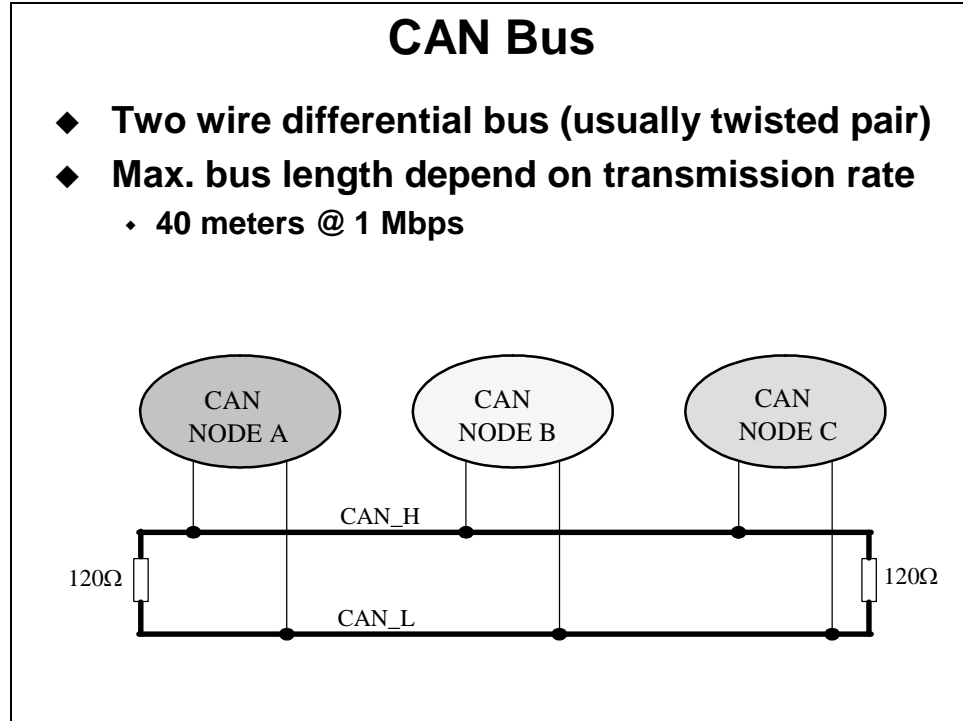 CAN Bus
◆ Two wire differential bus (usually twisted pair)
◆ Max. bus length depend on transmission rate
◆ 40 meters @ 1 Mbps
CAN
NODE A
CAN
NODE B
CAN
NODE C
CAN_H
120Ω
120Ω
CAN_L